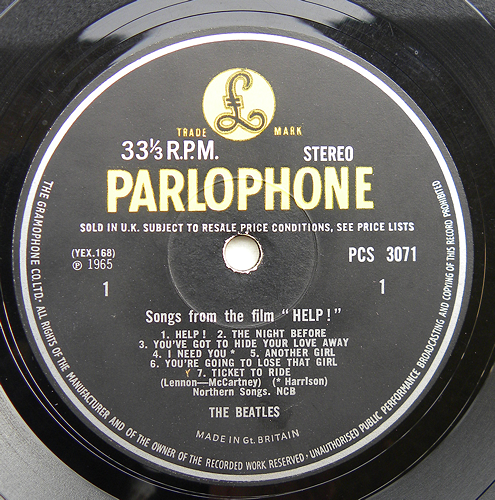 £
TRADE MARK
33⅓ R.P.M. STEREO
PARLOPHONE
SOLD IN U.K. SUBJECT TO RESALE PRICE CONDITIONS, SEE PRICE LISTS
(YEX.168) PCS 3071
℗ 1965
1 1
Songs from the film "HELP!"
1. HELP! 2. THE NIGHT BEFORE
3. YOU'VE GOT TO HIDE YOUR LOVE AWAY
4. I NEED YOU * 5. ANOTHER GIRL
6. YOU'RE GOING TO LOSE THAT GIRL
7. TICKET TO RIDE
(Lennon—McCartney) (* Harrison)
Northern Songs. NCB
THE BEATLES
MADE IN Gt. BRITAIN
THE GRAMOPHONE CO. LTD. ALL RIGHTS OF THE MANUFACTURER AND OF THE OWNER OF THE RECORDED WORK RESERVED. UNAUTHORISED PUBLIC PERFORMANCE BROADCASTING AND COPYING OF THIS RECORD PROHIBITED